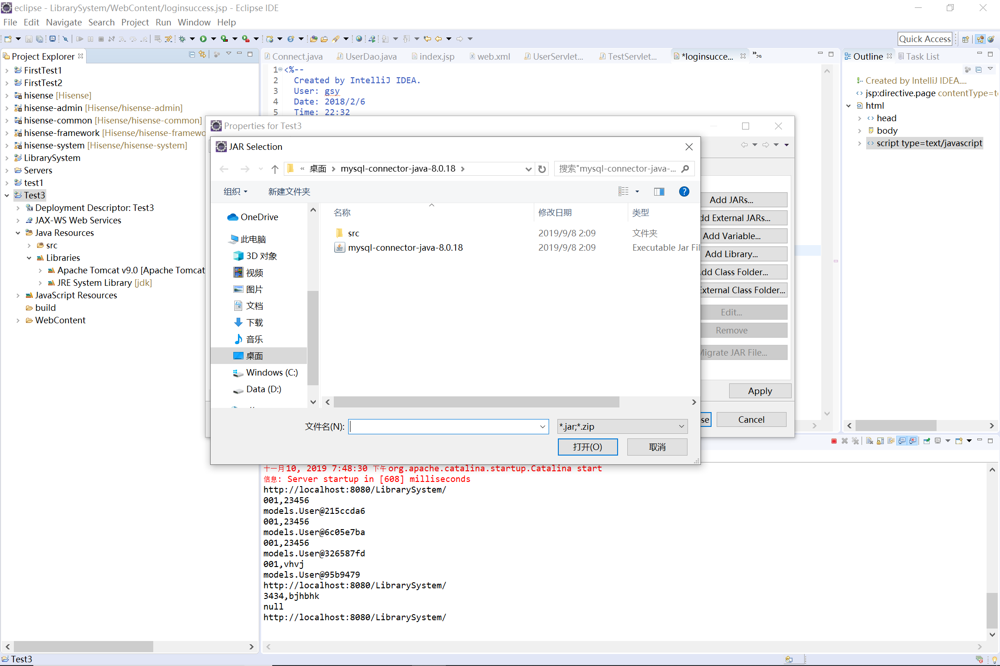 eclipse - LibrarySystem/WebContent/loginsuccess.jsp - Eclipse IDE
File Edit Navigate Search Project Run Window Help
Quick Access
Project Explorer
FirstTest1
FirstTest2
hisense [Hisense]
hisense-admin [Hisense/hisense-admin]
hisense-common [Hisense/hisense-common]
hisense-framework [Hisense/hisense-framewo
hisense-system [Hisense/hisense-system]
LibrarySystem
Servers
test1
Test3
Deployment Descriptor: Test3
JAX-WS Web Services
Java Resources
src
Libraries
Apache Tomcat v9.0 [Apache Tomcat
JRE System Library [jdk]
JavaScript Resources
build
WebContent
Connect.java UserDao.java index.jsp web.xml UserServlet... TestServlet... *loginsucce... »29
1 <%--
2 Created by IntelliJ IDEA.
3 User: gsy
4 Date: 2018/2/6
5 Time: 22:32
Outline Task List
Created by IntelliJ IDEA....
jsp:directive.page contentType=t
html
head
body
script type=text/javascript
Properties for Test3
Add JARs...
dd External JARs...
Add Variable...
Add Library...
dd Class Folder...
External Class Folder...
Edit...
Remove
Migrate JAR File...
Apply
se
Cancel
JAR Selection
« 桌面 › mysql-connector-java-8.0.18 ›
搜索"mysql-connector-java-...
组织
新建文件夹
OneDrive
此电脑
3D 对象
视频
图片
文档
下载
音乐
桌面
Windows (C:)
Data (D:)
名称 修改日期 类型
src 2019/9/8 2:09 文件夹
mysql-connector-java-8.0.18 2019/9/8 2:09 Executable Jar Fil
文件名(N):
*.jar;*.zip
打开(O)
取消
十一月10, 2019 7:48:30 下午 org.apache.catalina.startup.Catalina start
信息: Server startup in [608] milliseconds
http://localhost:8080/LibrarySystem/
001,23456
models.User@215ccda6
001,23456
models.User@6c05e7ba
001,23456
models.User@326587fd
001,vhvj
models.User@95b9479
http://localhost:8080/LibrarySystem/
3434,bjhbhk
null
http://localhost:8080/LibrarySystem/
Test3